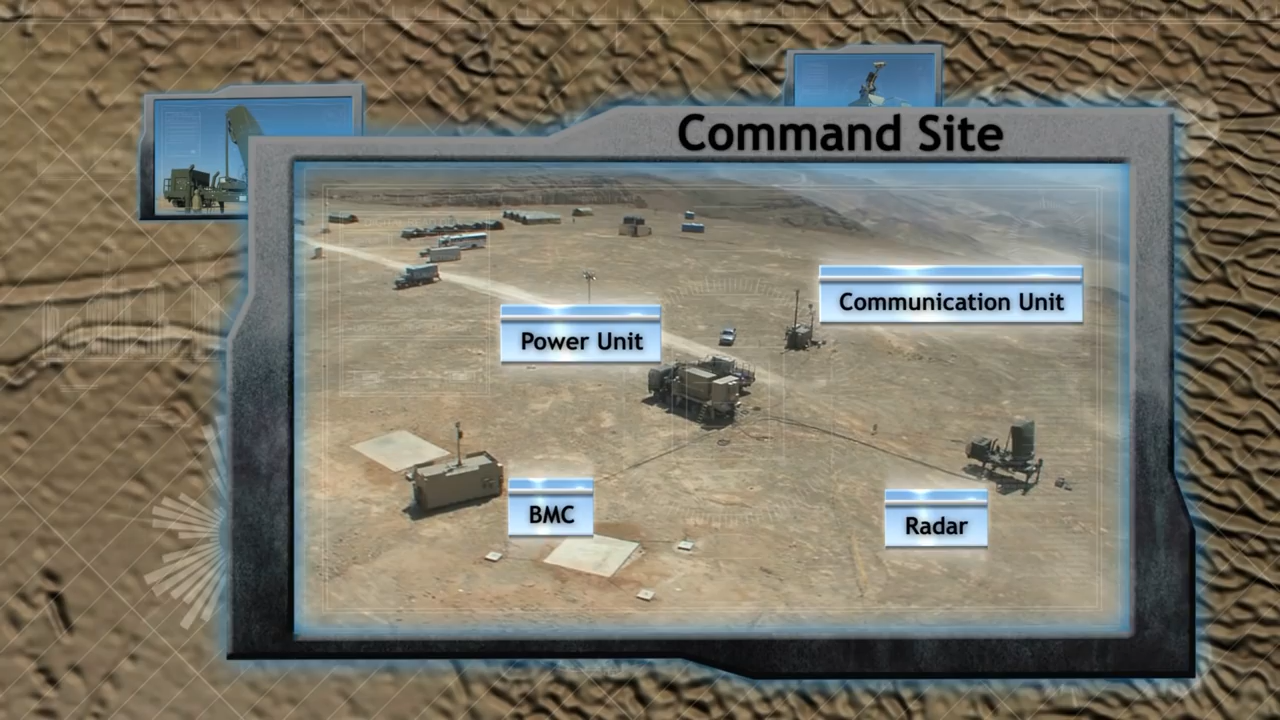 Command Site
Communication Unit
Power Unit
BMC
Radar